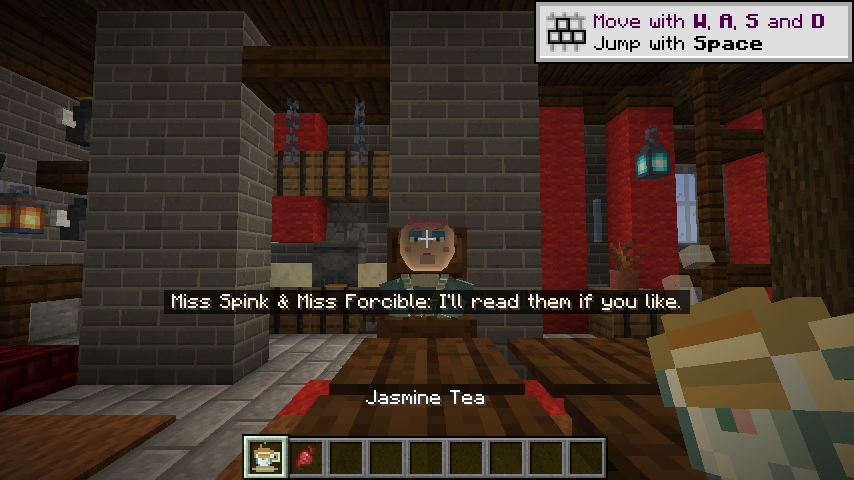 Move with W, A, S and D
Jump with Space
Miss Spink & Miss Forcible: I'll read them if you like.
Jasmine Tea